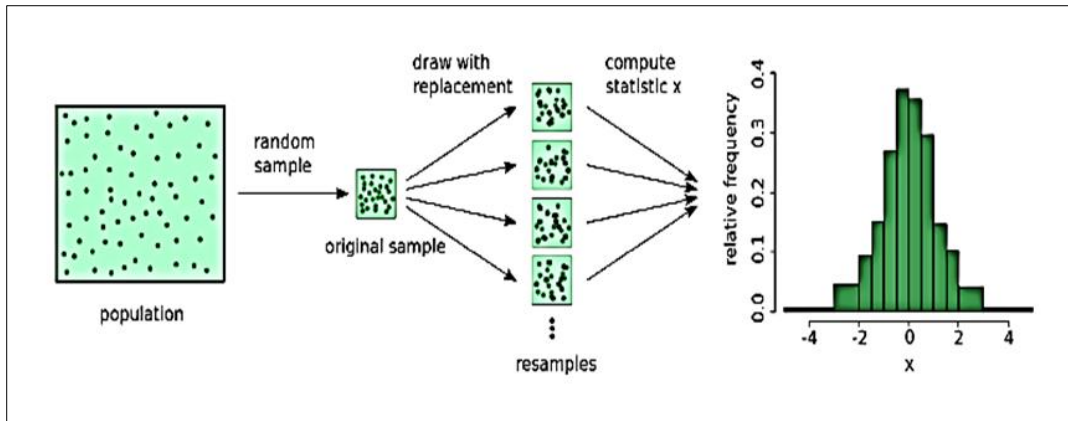 population
random
sample
original sample
draw with
replacement
resamples
compute
statistic x
relative frequency
0.0 0.1 0.2 0.3 0.4
-4 -2 0 2 4
x